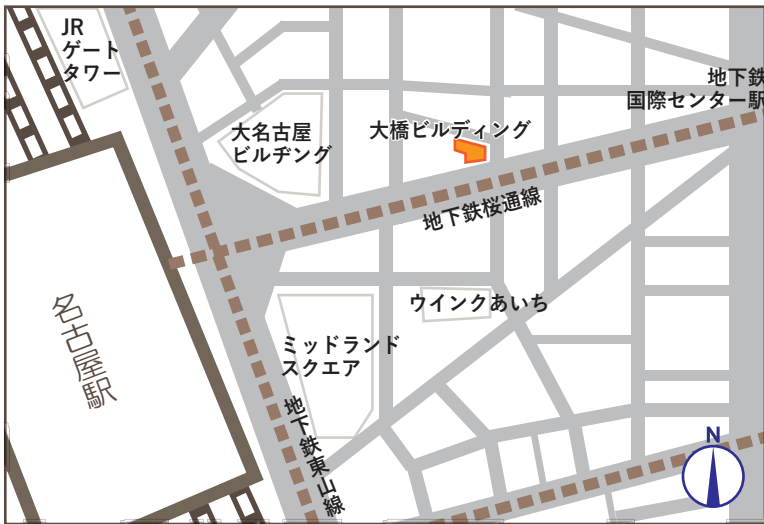 JR
ゲート
タワー
大名古屋
ビルヂング
大橋ビルディング
地下鉄
国際センター駅
地下鉄桜通線
名古屋駅
ウインクあいち
ミッドランド
スクエア
地下鉄東山線
N